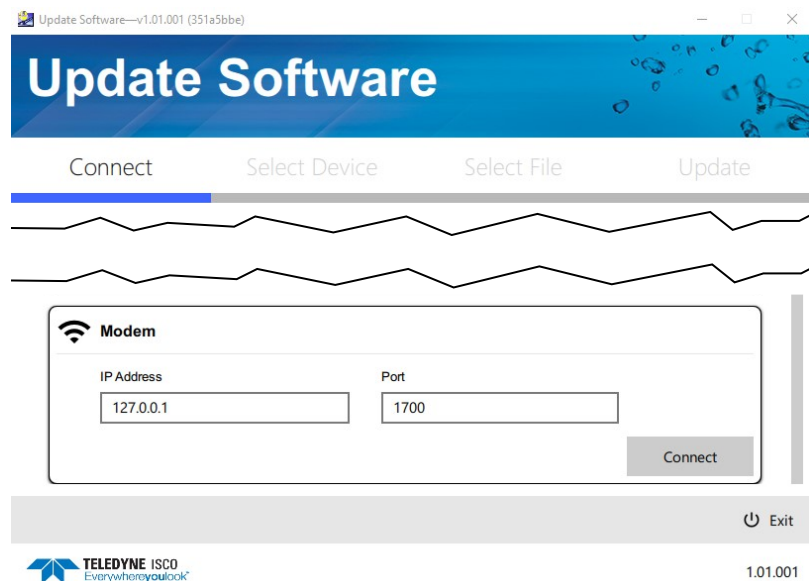 Update Software—v1.01.001 (351a5bbe)
Update Software
Connect Select Device Select File Update
Modem
IP Address Port
127.0.0.1 1700
Connect
Exit
TELEDYNE ISCO
Everywhereyoulook™
1.01.001